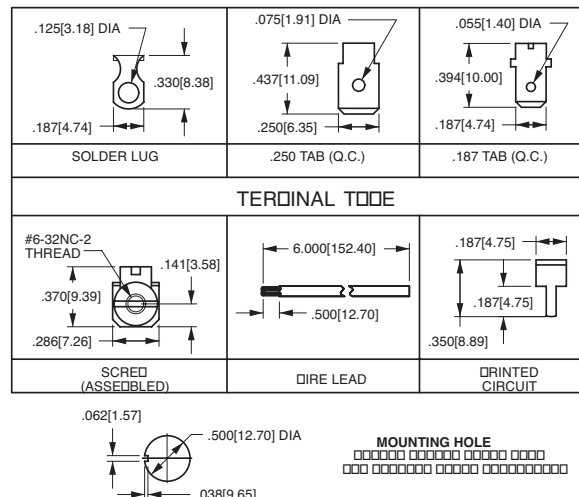 .125[3.18] DIA
.330[8.38]
.187[4.74]
SOLDER LUG
.075[1.91] DIA
.437[11.09]
.250[6.35]
.250 TAB (Q.C.)
.055[1.40] DIA
.394[10.00]
.187[4.74]
.187 TAB (Q.C.)
#6-32NC-2
THREAD
.141[3.58]
.370[9.39]
.286[7.26]
(ASSE□BLED)
6.000[152.40]
.500[12.70]
LEAD
.187[4.75]
.187[4.75]
.350[8.89]
CIRCUIT
.062[1.57]
.500[12.70] DIA
.038[9.65]
MOUNTING HOLE